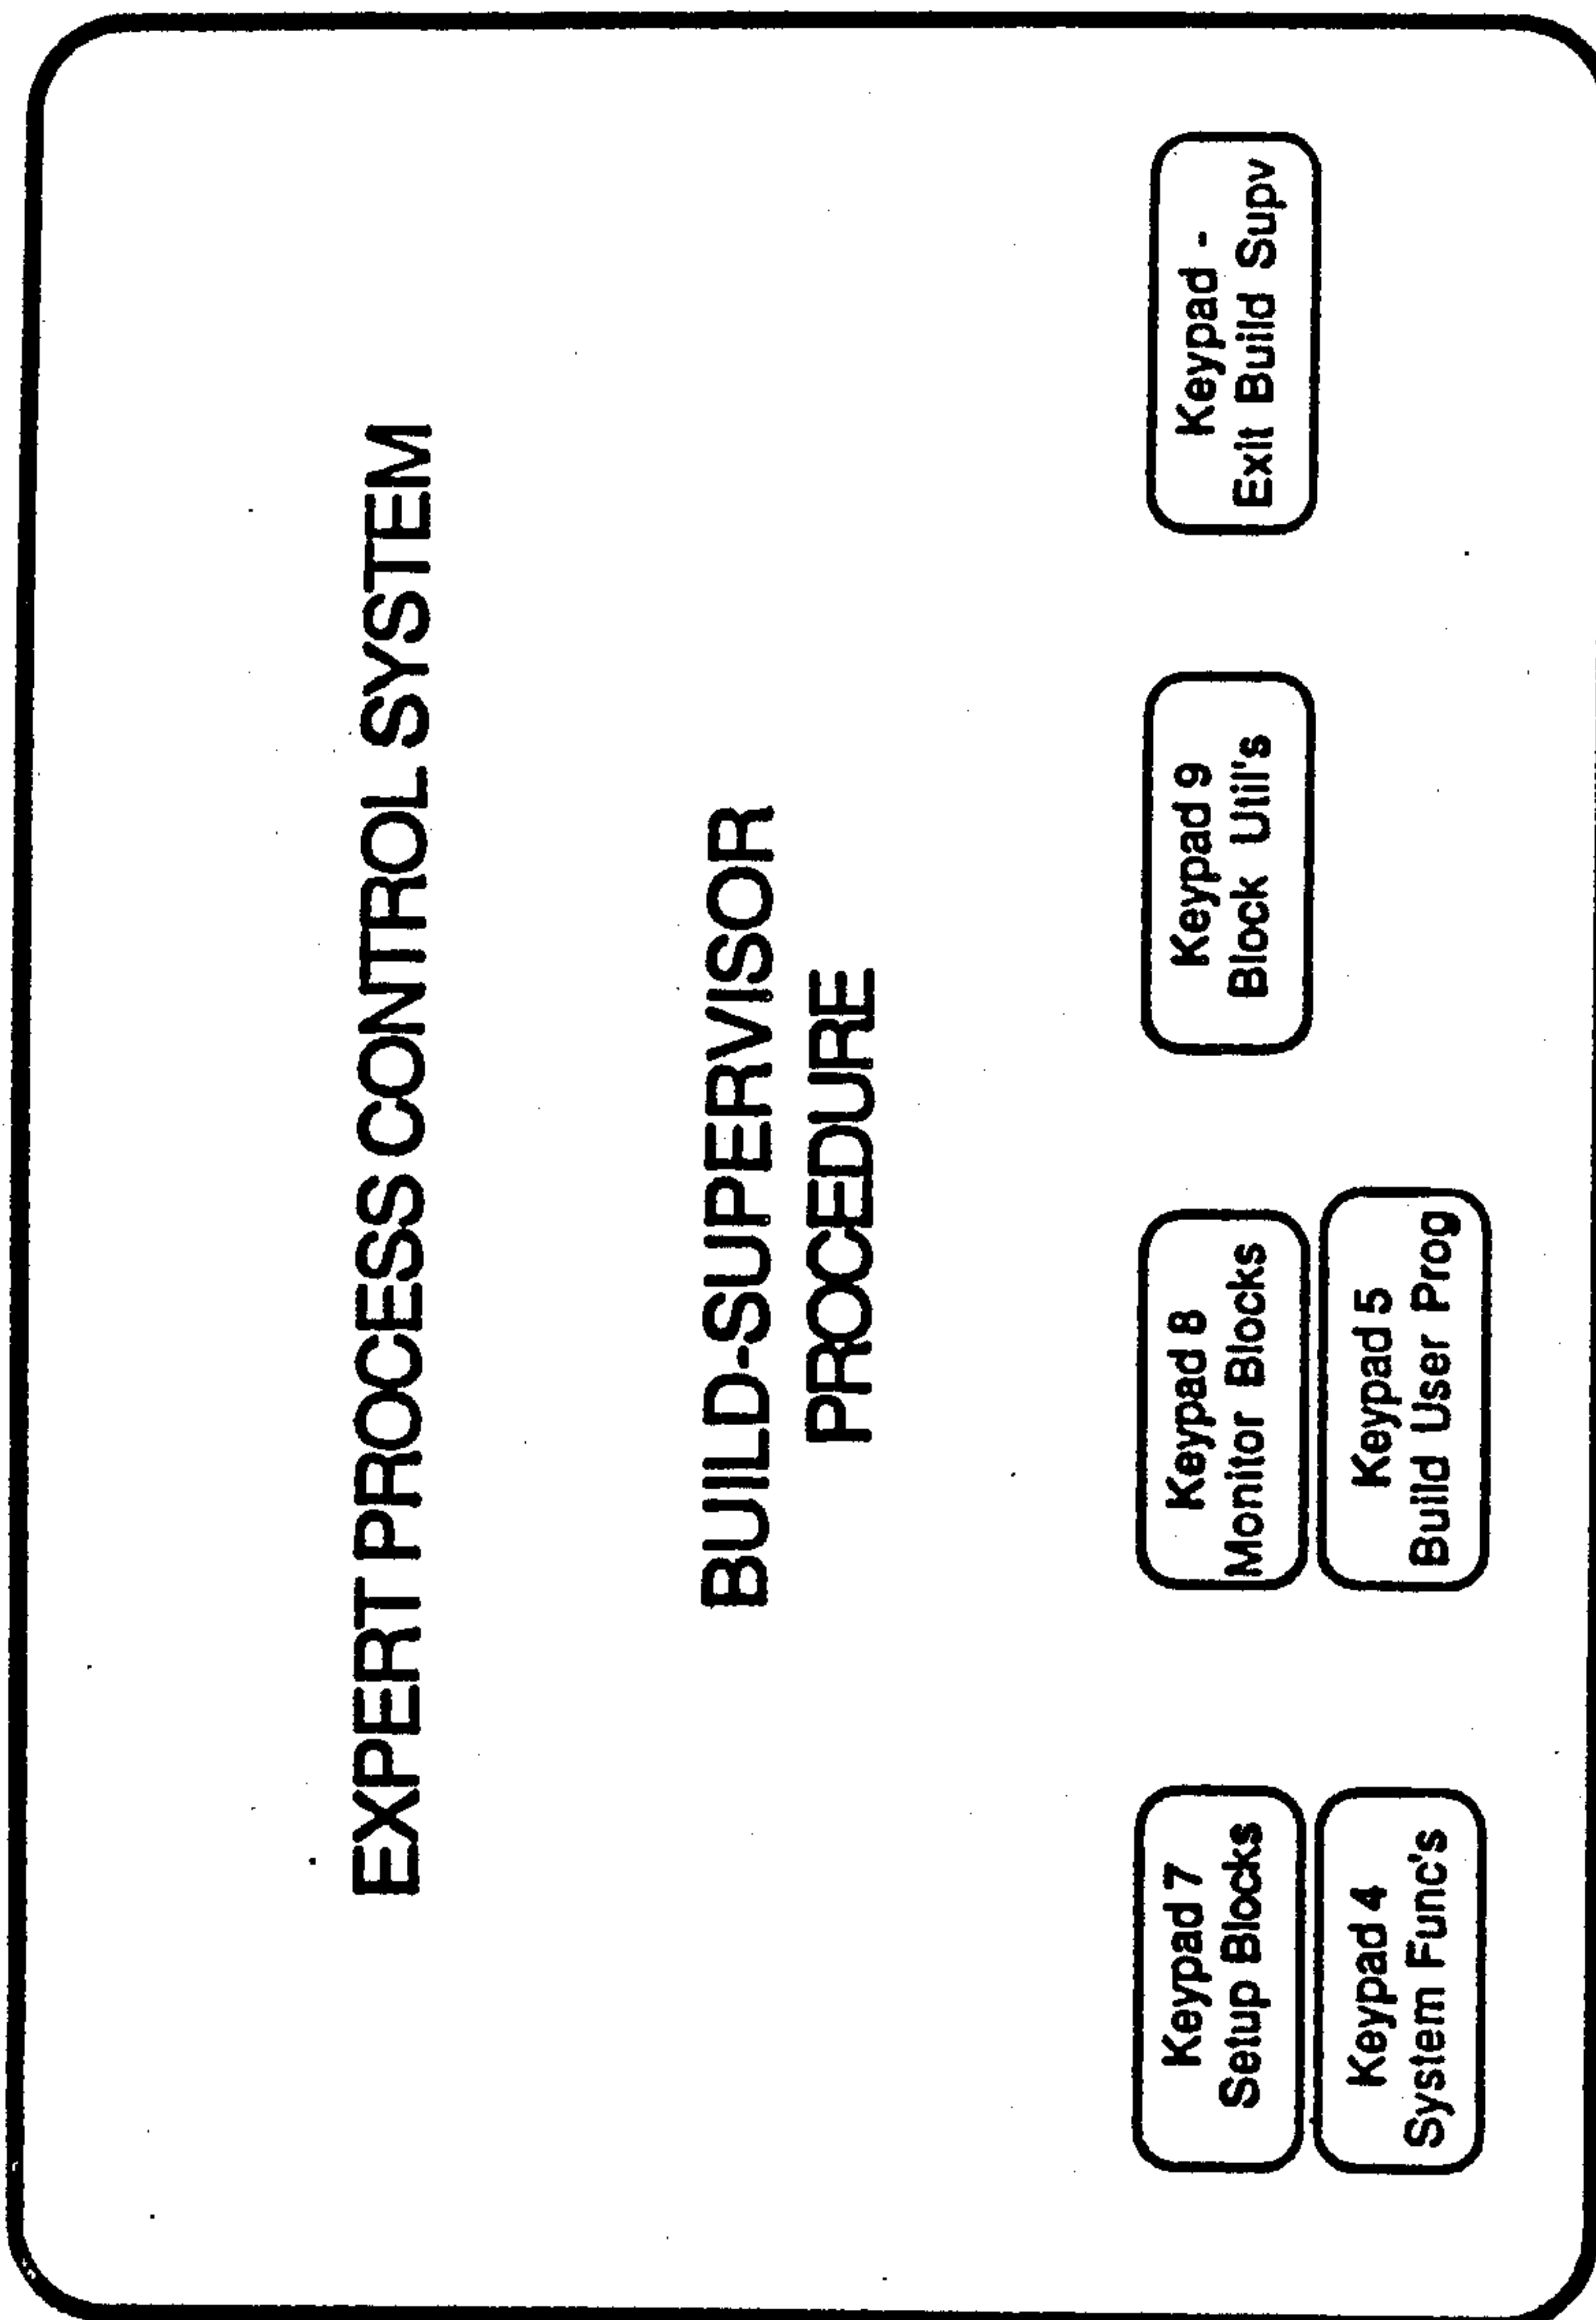 EXPERT PROCESS CONTROL SYSTEM
BUILD-SUPERVISOR
PROCEDURE
Keypad 7
Setup Blocks
Keypad 8
Monitor Blocks
Keypad 9
Block Util's
Keypad -
Exit Build Supv
Keypad 4
System Func's
Keypad 5
Build User Prog